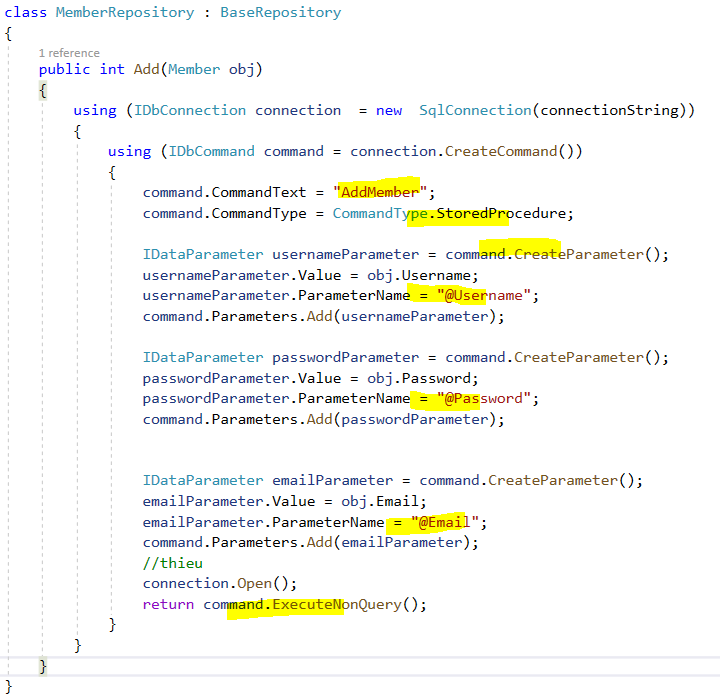 class MemberRepository : BaseRepository
{
1 reference
public int Add(Member obj)
{
using (IDbConnection connection  = new  SqlConnection(connectionString))
{
using (IDbCommand command = connection.CreateCommand())
{
command.CommandText = "AddMember";
command.CommandType = CommandType.StoredProcedure;
IDataParameter usernameParameter = command.CreateParameter();
usernameParameter.Value = obj.Username;
usernameParameter.ParameterName = "@Username";
command.Parameters.Add(usernameParameter);
IDataParameter passwordParameter = command.CreateParameter();
passwordParameter.Value = obj.Password;
passwordParameter.ParameterName = "@Password";
command.Parameters.Add(passwordParameter);
IDataParameter emailParameter = command.CreateParameter();
emailParameter.Value = obj.Email;
emailParameter.ParameterName = "@Email";
command.Parameters.Add(emailParameter);
//thieu
connection.Open();
return command.ExecuteNonQuery();
}
}
}
}